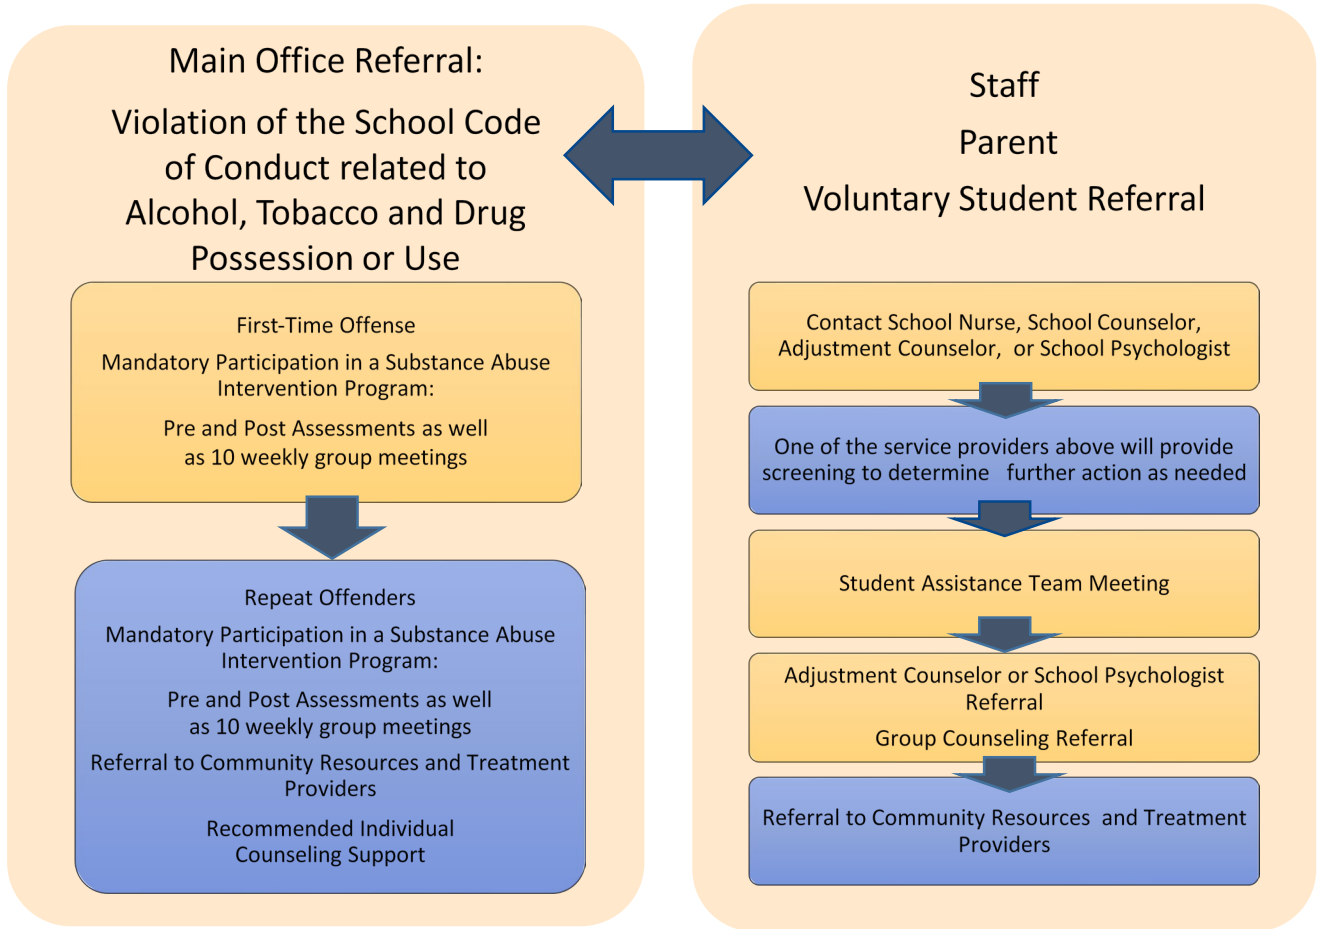 Main Office Referral:
Violation of the School Code
of Conduct related to
Alcohol, Tobacco and Drug
Possession or Use
First-Time Offense
Mandatory Participation in a Substance Abuse
Intervention Program:
Pre and Post Assessments as well
as 10 weekly group meetings
Repeat Offenders
Mandatory Participation in a Substance Abuse
Intervention Program:
Pre and Post Assessments as well
as 10 weekly group meetings
Referral to Community Resources and Treatment
Providers
Recommended Individual
Counseling Support
Staff
Parent
Voluntary Student Referral
Contact School Nurse, School Counselor,
Adjustment Counselor, or School Psychologist
One of the service providers above will provide
screening to determine further action as needed
Student Assistance Team Meeting
Adjustment Counselor or School Psychologist
Referral
Group Counseling Referral
Referral to Community Resources and Treatment
Providers